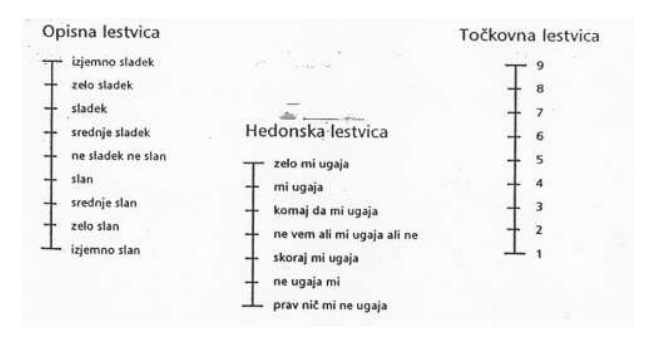 Opisna lestvica
izjemno sladek
zelo sladek
sladek
srednje sladek
ne sladek ne slan
slan
srednje slan
zelo slan
izjemno slan
Hedonska lestvica
zelo mi ugaja
mi ugaja
komaj da mi ugaja
ne vem ali mi ugaja ali ne
skoraj mi ugaja
ne ugaja mi
prav nič mi ne ugaja
Točkovna lestvica
9
8
7
6
5
4
3
2
1